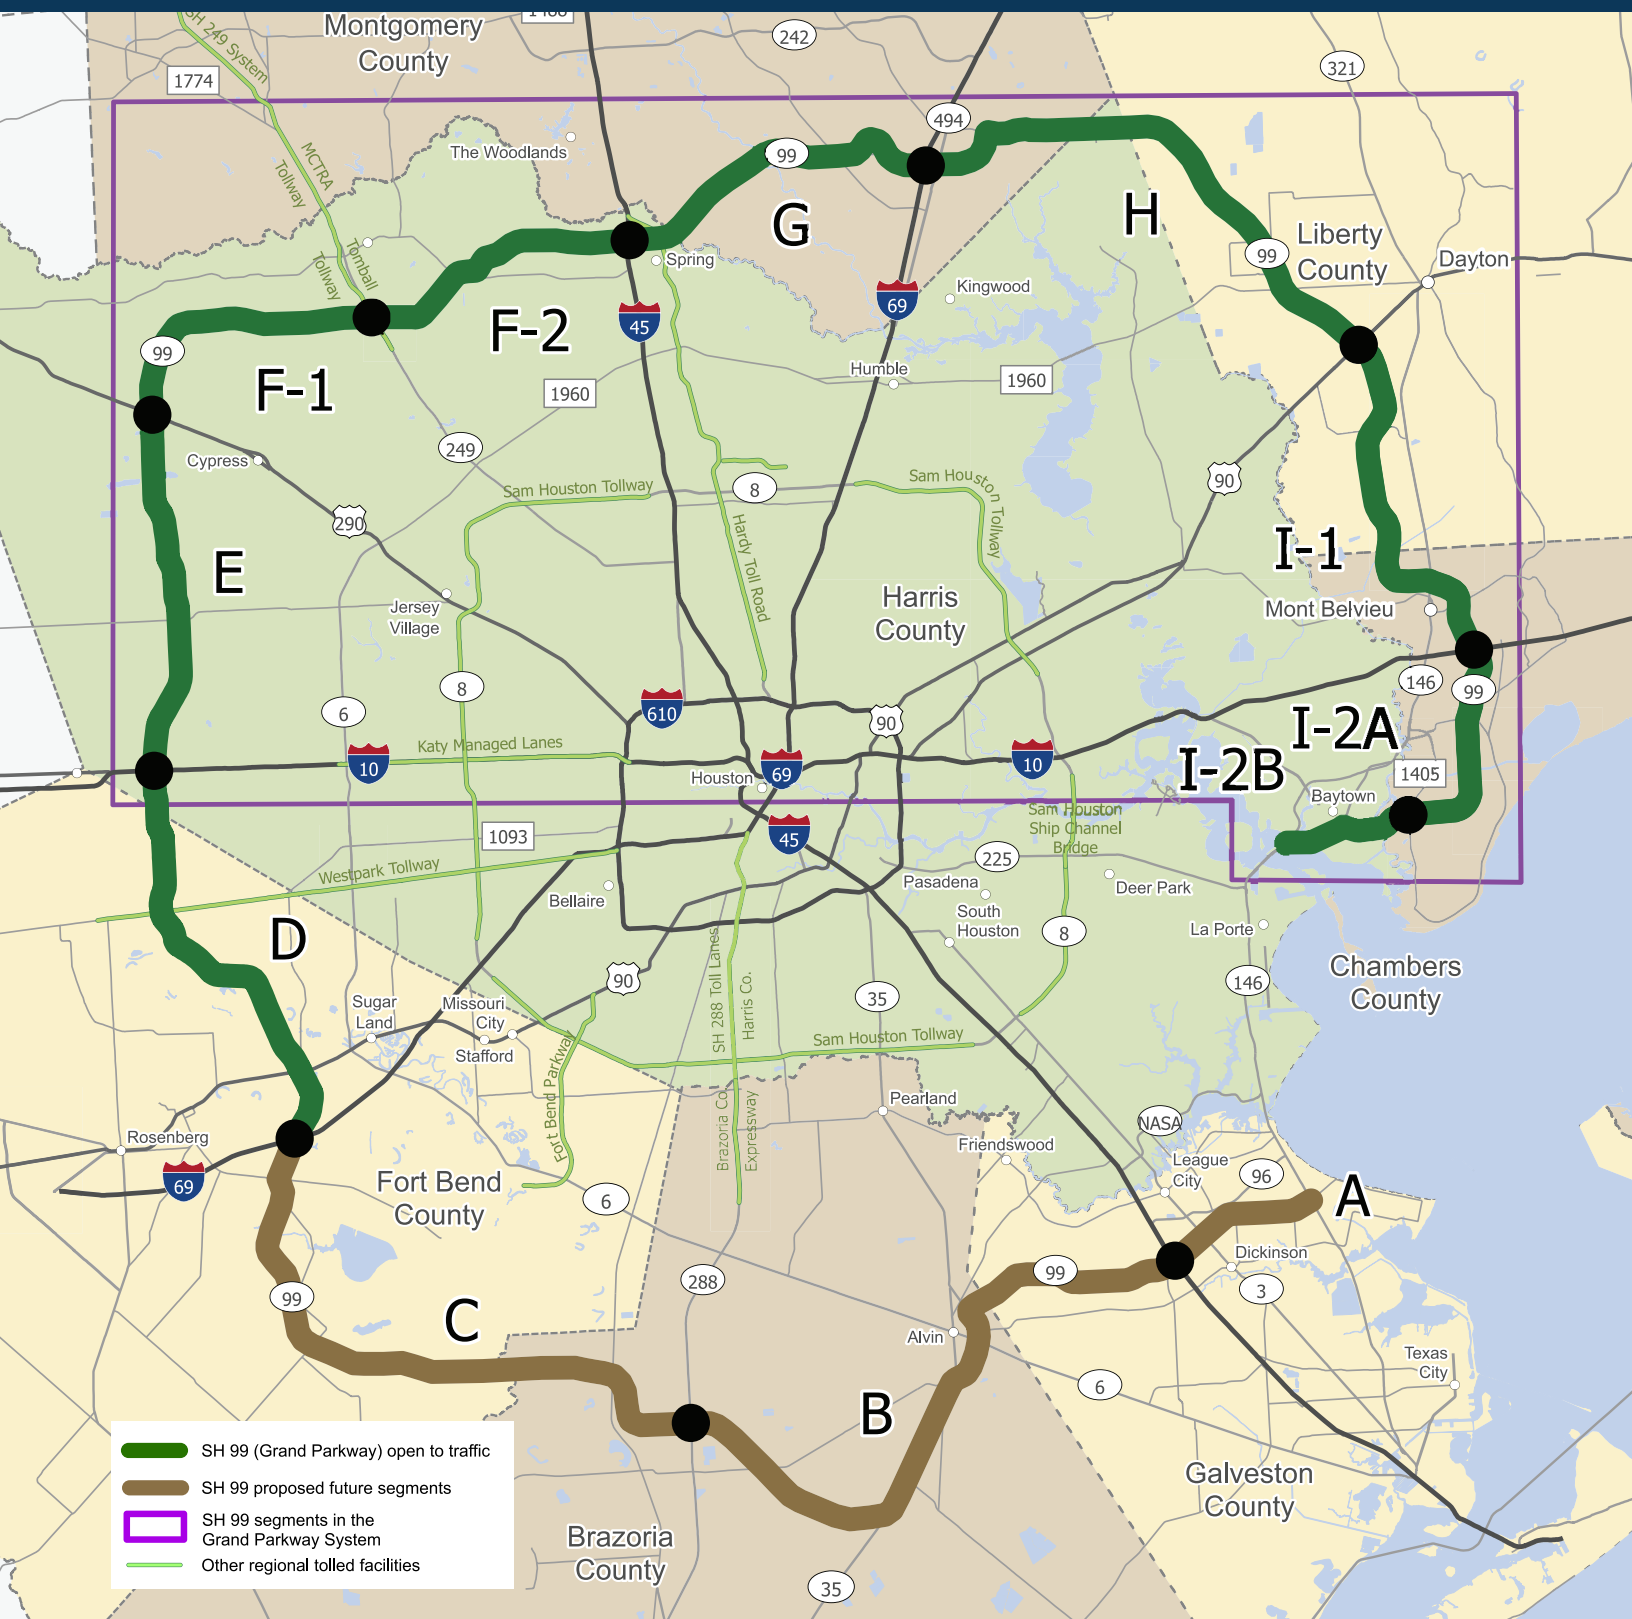 Montgomery
County
1774
SH 249 System
242
321
494
The Woodlands
99
MCTRA
Tollway
Tomball
Tollway
G
H
Spring
Liberty
County
99
Dayton
Kingwood
69
45
F-2
99
F-1
1960
Humble
1960
249
Cypress
Sam Houston Tollway
8
Sam Houston Tollway
90
290
Hardy Toll Road
E
I-1
Jersey
Village
Harris
County
Mont Belvieu
8
6
610
90
146
99
I-2A
Katy Managed Lanes
10
Houston
69
10
I-2B
1405
Baytown
1093
45
Sam Houston
Ship Channel
Bridge
225
Westpark Tollway
Bellaire
Pasadena
Deer Park
South
Houston
8
La Porte
D
90
SH 288 Toll Lanes
Harris Co.
35
146
Chambers
County
Sugar
Land
Missouri
City
Stafford
Sam Houston Tollway
Fort Bend Parkway
Brazoria Co.
Expressway
Pearland
NASA
Rosenberg
Friendswood
69
League
City
96
A
Fort Bend
County
6
Dickinson
99
3
288
99
C
Alvin
Texas
City
6
B
SH 99 (Grand Parkway) open to traffic
SH 99 proposed future segments
SH 99 segments in the
Grand Parkway System
Other regional tolled facilities
Galveston
County
Brazoria
County
35